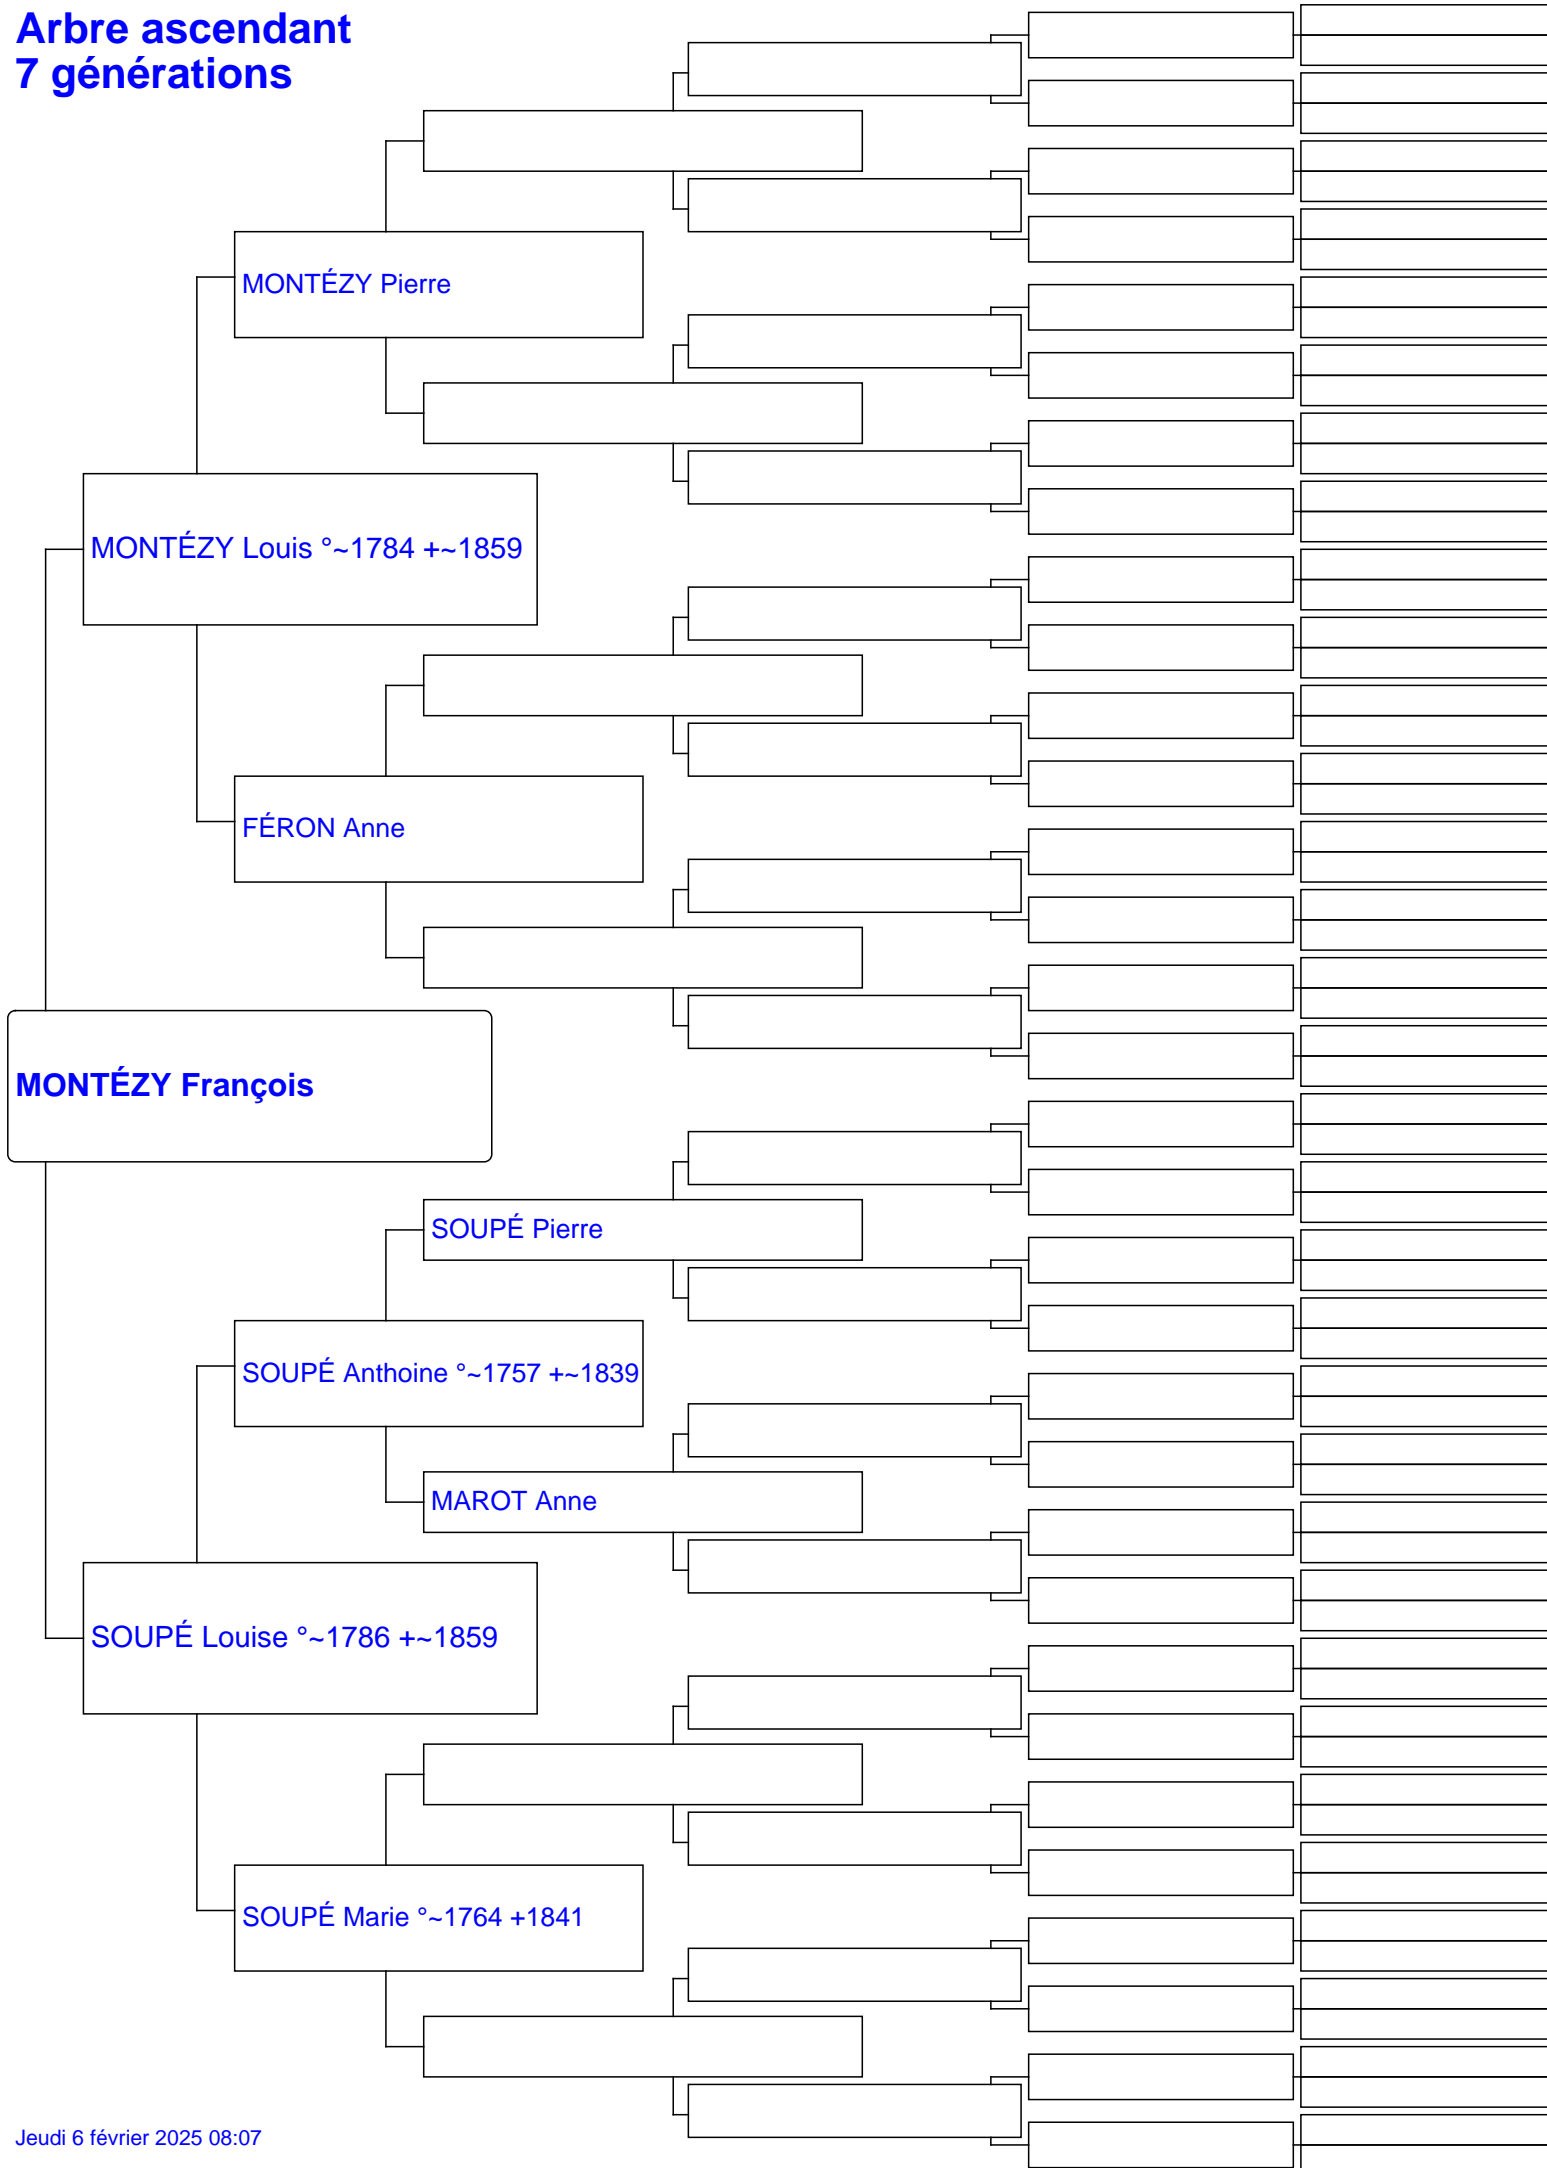 Arbre ascendant
7 générations
MONTÉZY Pierre
MONTÉZY Louis °~1784 +~1859
FÉRON Anne
MONTÉZY François
SOUPÉ Pierre
SOUPÉ Anthoine °~1757 +~1839
MAROT Anne
SOUPÉ Louise °~1786 +~1859
SOUPÉ Marie °~1764 +1841
Jeudi 6 février 2025 08:07